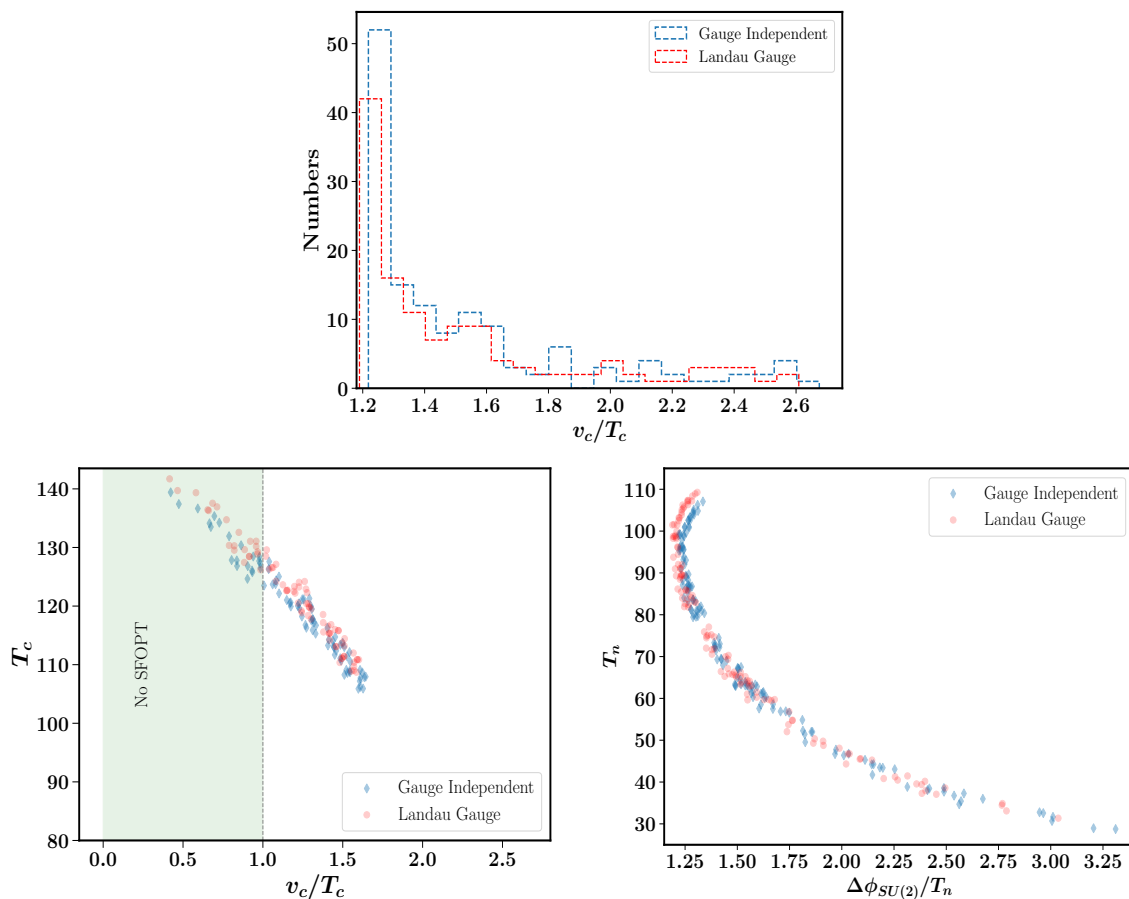 50
40
30
20
10
0
Numbers
Gauge Independent
Landau Gauge
1.2 1.4 1.6 1.8 2.0 2.2 2.4 2.6
v_c/T_c
140
130
120
110
100
90
80
T_c
No SFOPT
Gauge Independent
Landau Gauge
0.0 0.5 1.0 1.5 2.0 2.5
v_c/T_c
110
100
90
80
70
60
50
40
30
T_n
Gauge Independent
Landau Gauge
1.25 1.50 1.75 2.00 2.25 2.50 2.75 3.00 3.25
Δϕ_{SU(2)}/T_n